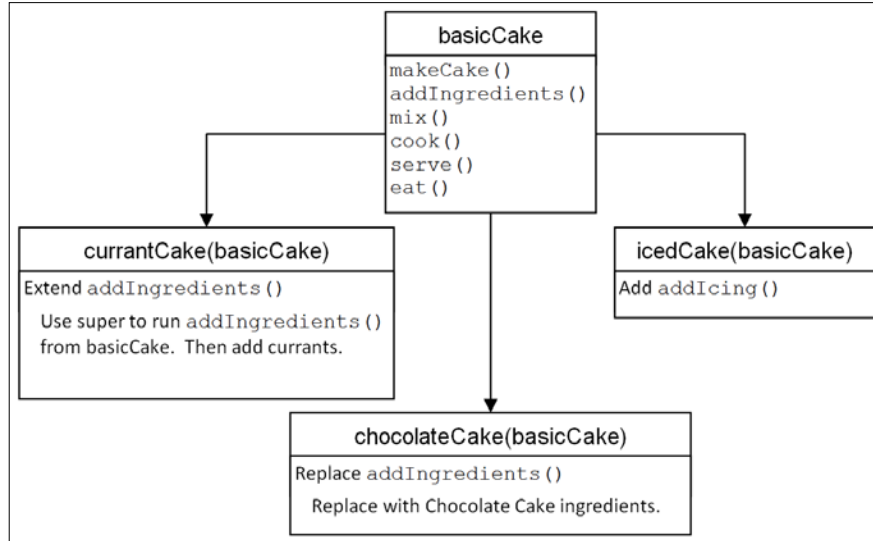 basicCake
makeCake()
addIngredients()
mix()
cook()
serve()
eat()
currantCake(basicCake)
Extend addIngredients()
Use super to run addIngredients()
from basicCake. Then add currants.
icedCake(basicCake)
Add addIcing()
chocolateCake(basicCake)
Replace addIngredients()
Replace with Chocolate Cake ingredients.